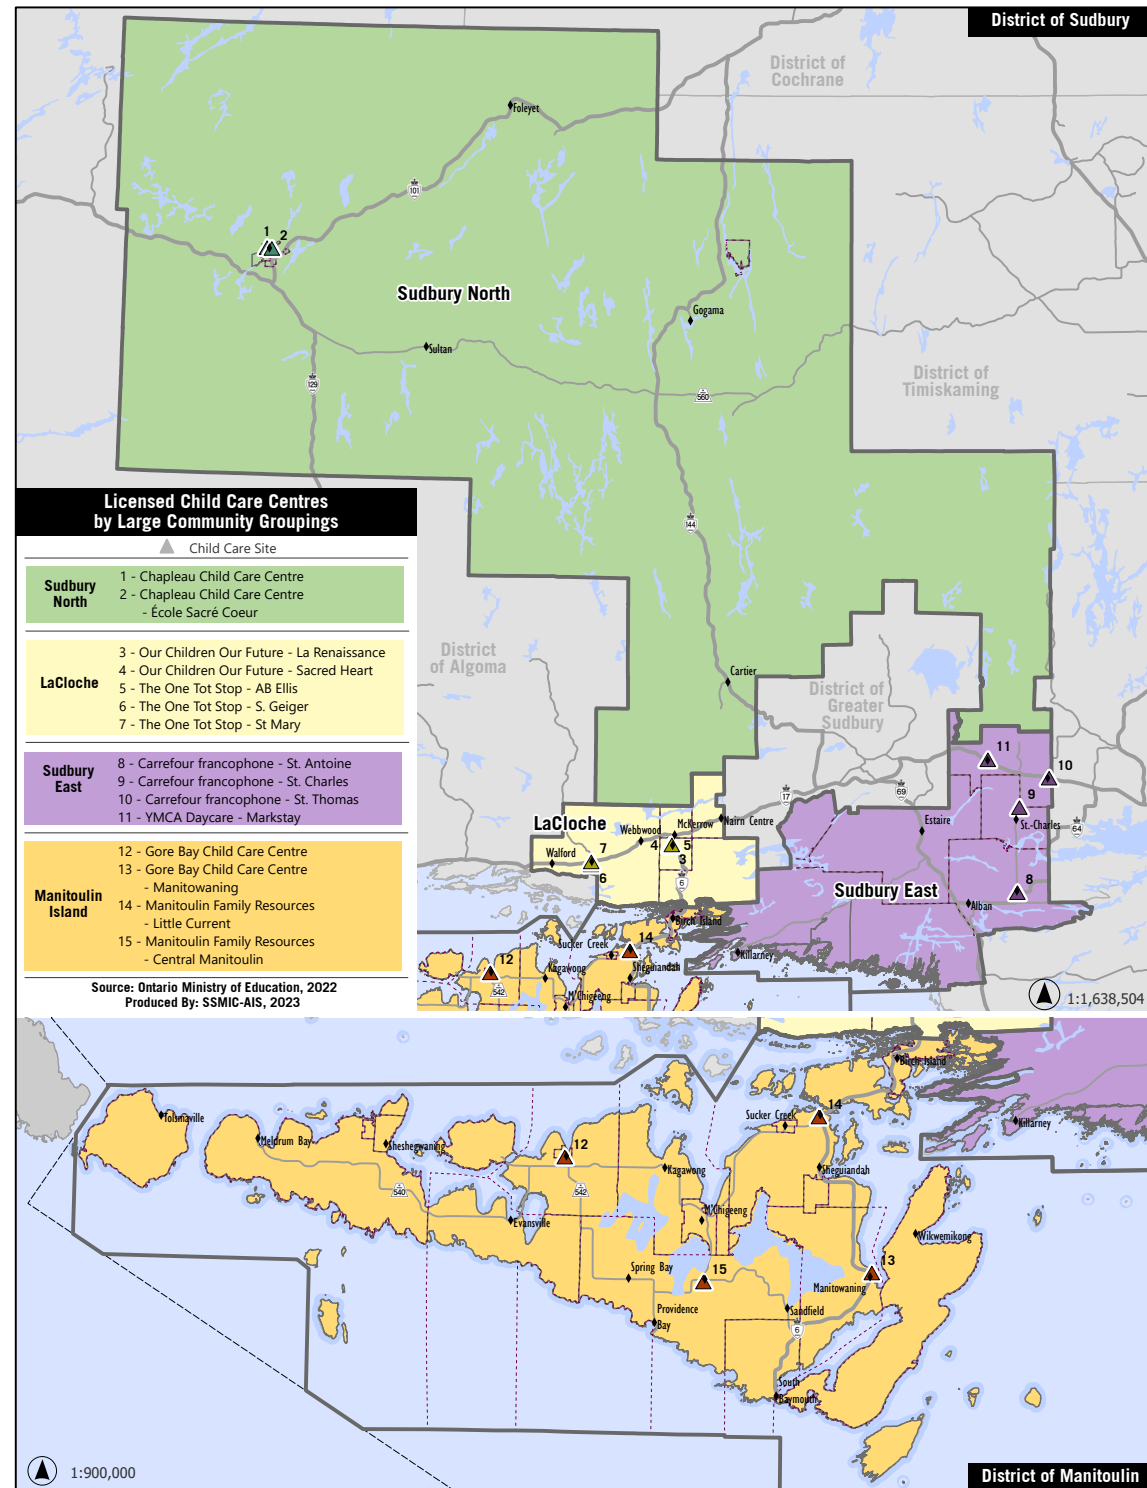 District of Sudbury
District of
Cochrane
Foleyet
101
1
2
Sudbury North
Gogama
Sultan
District of
Timiskaming
129
560
144
Licensed Child Care Centres
by Large Community Groupings
Child Care Site
Sudbury
North
1 - Chapleau Child Care Centre
2 - Chapleau Child Care Centre
- École Sacré Coeur
LaCloche
3 - Our Children Our Future - La Renaissance
4 - Our Children Our Future - Sacred Heart
5 - The One Tot Stop - AB Ellis
6 - The One Tot Stop - S. Geiger
7 - The One Tot Stop - St Mary
Sudbury
East
8 - Carrefour francophone - St. Antoine
9 - Carrefour francophone - St. Charles
10 - Carrefour francophone - St. Thomas
11 - YMCA Daycare - Markstay
Manitoulin
Island
12 - Gore Bay Child Care Centre
13 - Gore Bay Child Care Centre
- Manitowaning
14 - Manitoulin Family Resources
- Little Current
15 - Manitoulin Family Resources
- Central Manitoulin
Source: Ontario Ministry of Education, 2022
Produced By: SSMIC-AIS, 2023
District
of Algoma
Cartier
District of
Greater
Sudbury
11
10
17
69
9
LaCloche
Webbwood
McKerrow
Nairn Centre
Estaire
St.-Charles
64
Walford
7
4
5
3
6
6
Sudbury East
8
Alban
Birch Island
Sucker Creek
14
Killarney
12
Kagawong
Sheguiandah
542
M'Chigeeng
1:1,638,504
Birch Island
Tolsmaville
Sucker Creek
14
Killarney
Meldrum Bay
Sheshegwaning
12
Kagawong
Sheguiandah
540
542
Evansville
M'Chigeeng
Wikwemikong
Spring Bay
15
13
Manitowaning
Providence
Bay
Sandfield
6
South
Baymouth
1:900,000
District of Manitoulin